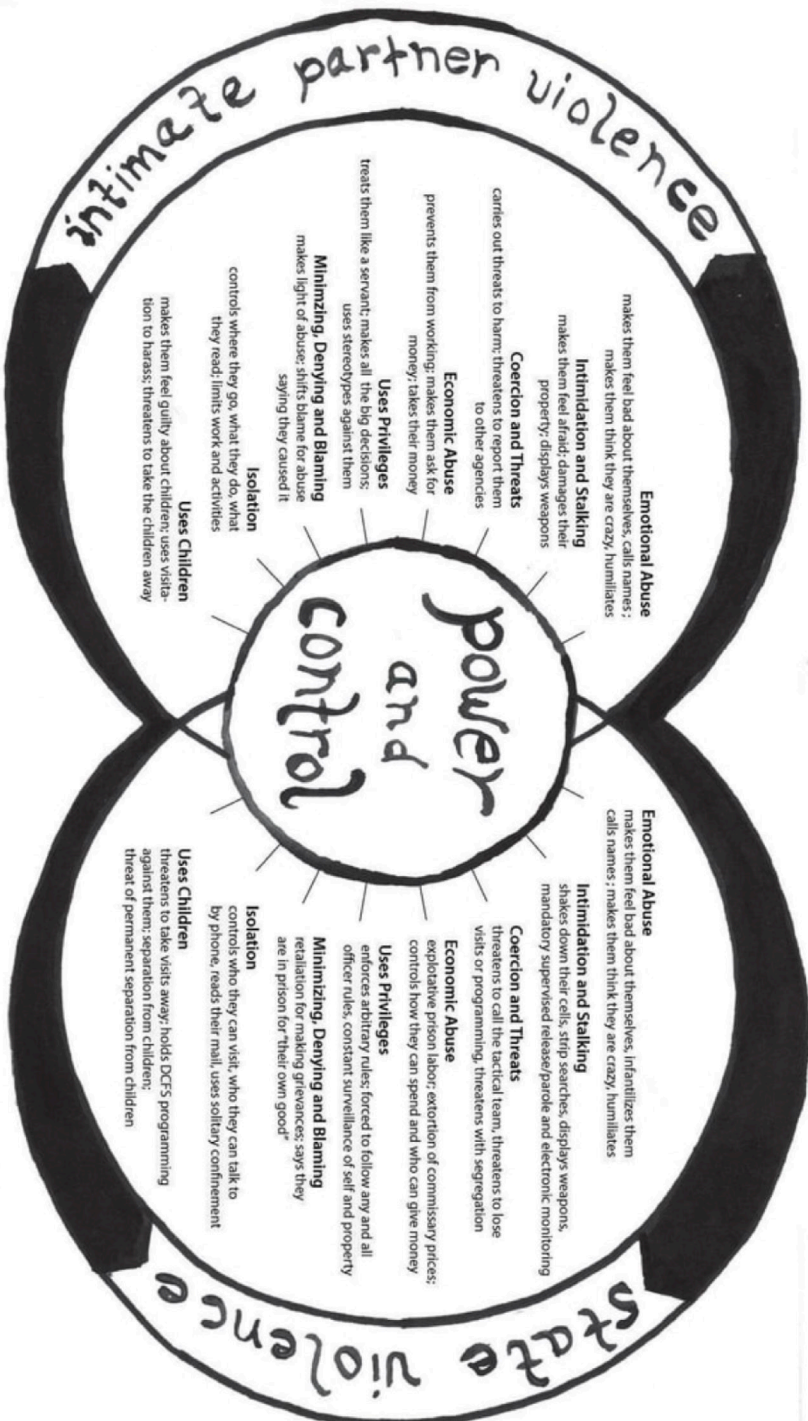 intimate partner violence
Emotional Abuse
makes them feel bad about themselves, calls names ;
makes them think they are crazy, humiliates
Intimidation and Stalking
makes them feel afraid; damages their
property; displays weapons
Coercion and Threats
carries out threats to harm; threatens to report them
to other agencies
Economic Abuse
prevents them from working; makes them ask for
money; takes their money
Uses Privileges
treats them like a servant; makes all the big decisions;
uses stereotypes against them
Minimzing, Denying and Blaming
makes light of abuse; shifts blame for abuse
saying they caused it
Isolation
controls where they go, what they do, what
they read; limits work and activities
Uses Children
makes them feel guilty about children; uses visita-
tion to harass; threatens to take the children away
power
and
control
Emotional Abuse
makes them feel bad about themselves, infantilizes them
calls names ; makes them think they are crazy, humiliates
Intimidation and Stalking
shakes down their cells, strip searches, displays weapons,
mandatory supervised release/parole and electronic monitoring
Coercion and Threats
threatens to call the tactical team, threatens to lose
visits or programming, threatens with segregation
Economic Abuse
explotative prison labor; extortion of commissary prices;
controls how they can spend and who can give money
Uses Privileges
enforces arbitrary rules; forced to follow any and all
officer rules, constant surveillance of self and property
Minimizing, Denying and Blaming
retaliation for making grievances; says they
are in prison for "their own good"
Isolation
controls who they can visit, who they can talk to
by phone, reads their mail, uses solitary confinement
Uses Children
threatens to take visits away; holds DCFS programming
against them; separation from children;
threat of permanent separation from children
state violence